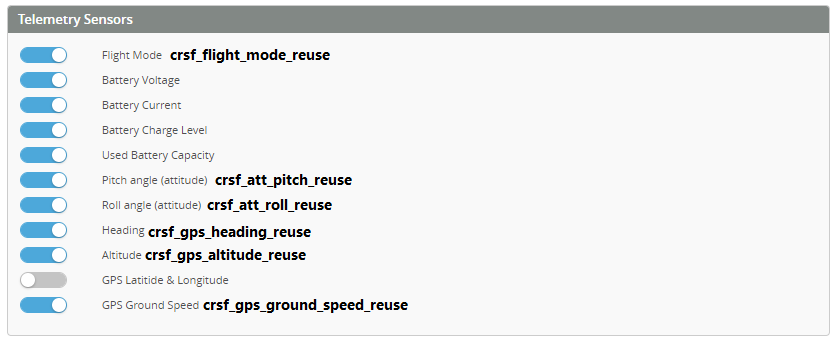 Telemetry Sensors
Flight Mode crsf_flight_mode_reuse
Battery Voltage
Battery Current
Battery Charge Level
Used Battery Capacity
Pitch angle (attitude) crsf_att_pitch_reuse
Roll angle (attitude) crsf_att_roll_reuse
Heading crsf_gps_heading_reuse
Altitude crsf_gps_altitude_reuse
GPS Latitide & Longitude
GPS Ground Speed crsf_gps_ground_speed_reuse